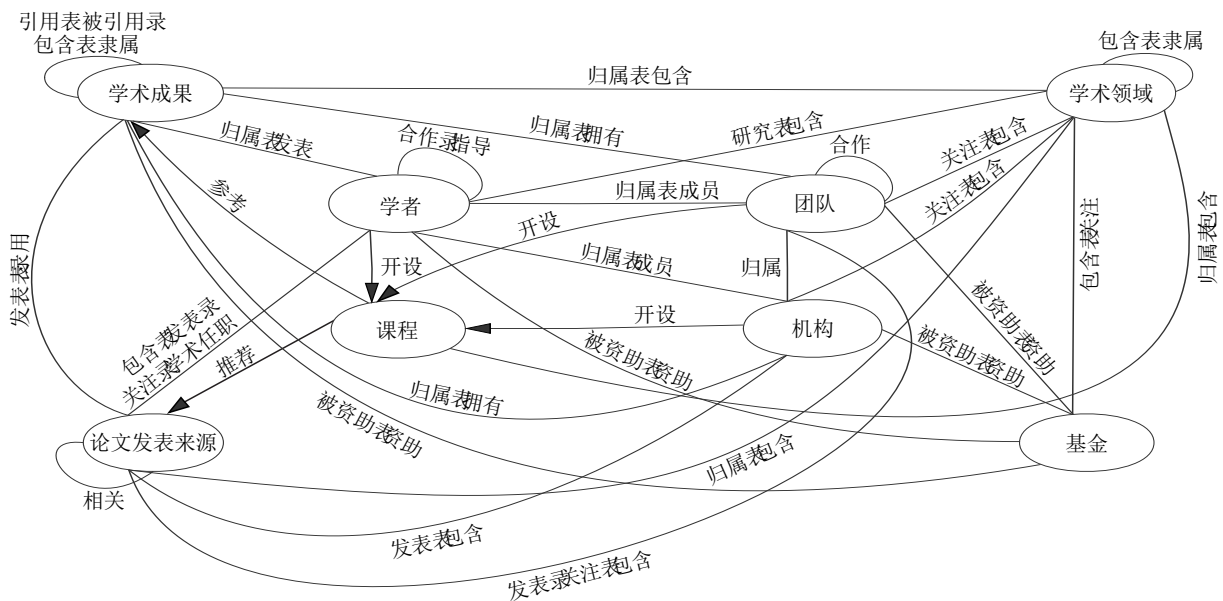 引用表被引用录
包含表隶属
包含表隶属
学术成果
归属表包含
学术领域
归属表发表
合作录指导
归属表拥有
研究表包含
合作
关注表包含
参考
学者
归属表成员
团队
关注表包含
开设
包含表关注
归属表包含
发表表录用
开设
归属表成员
归属
课程
开设
机构
被资助表资助
包含表发表录
关注录学术任职
推荐
被资助表资助
被资助表资助
归属表拥有
被资助表资助
论文发表来源
归属表包含
基金
相关
发表表包含
发表录关注表包含